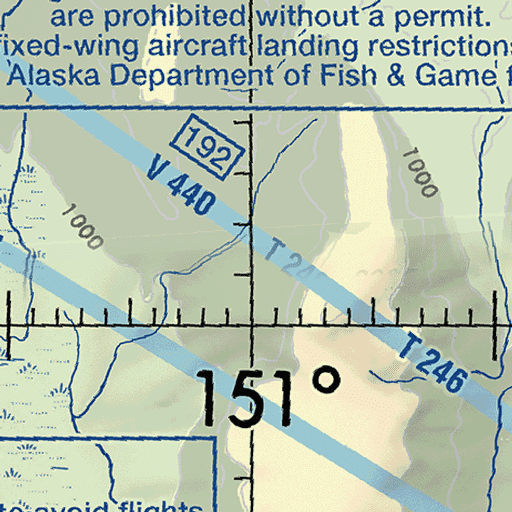 are prohibited without a permit.
fixed-wing aircraft landing restrictions
Alaska Department of Fish & Game f
192
V 440
1000
1000
T 24
T 246
151°
to avoid flights